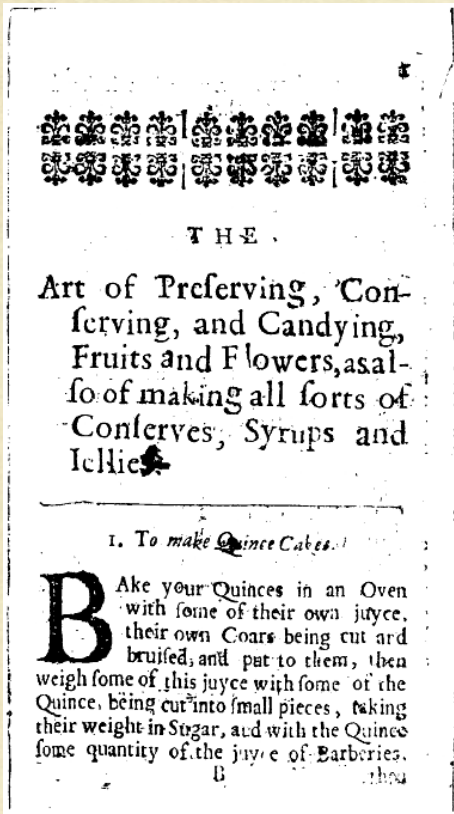 1
THE
Art of Preſerving, Con-
ſerving, and Candying,
Fruits and Flowers, as al-
ſo of making all ſorts of
Conſerves, Syrups and
Iellies.
1. To make Quince Cakes.
BAke your Quinces in an Oven
with ſome of their own juyce,
their own Coars being cut and
bruiſed, and put to them, then
weigh ſome of this juyce with ſome of the
Quince, being cut into ſmall pieces, taking
their weight in Sugar, and with the Quince
ſome quantity of the juyce of Barberies,
B
thou